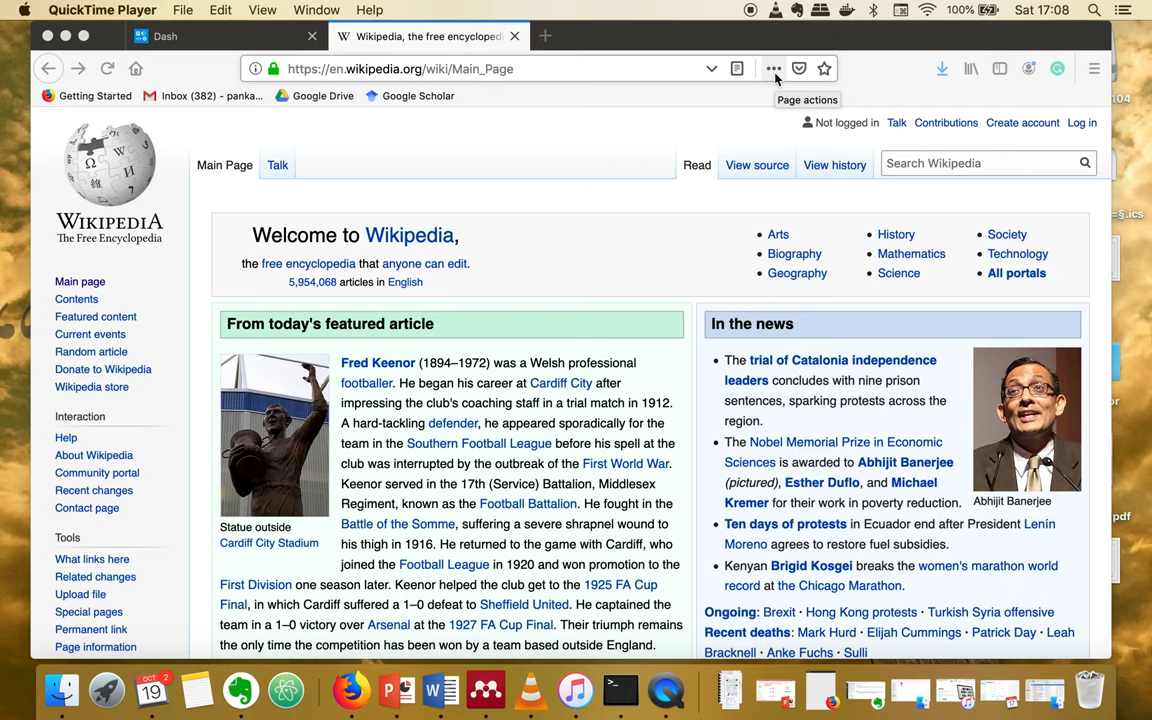 QuickTime Player File Edit View Window Help 100% Sat 17:08
Dash
Wikipedia, the free encycloped
https://en.wikipedia.org/wiki/Main_Page
Page actions
Getting Started Inbox (382) - panka... Google Drive Google Scholar
Not logged in Talk Contributions Create account Log in
Main Page Talk Read View source View history Search Wikipedia
WIKIPEDIA
The Free Encyclopedia
Main page
Contents
Featured content
Current events
Random article
Donate to Wikipedia
Wikipedia store
Interaction
Help
About Wikipedia
Community portal
Recent changes
Contact page
Tools
What links here
Related changes
Upload file
Special pages
Permanent link
Page information
Welcome to Wikipedia,
the free encyclopedia that anyone can edit.
5,954,068 articles in English
Arts
Biography
Geography
History
Mathematics
Science
Society
Technology
All portals
From today's featured article
Fred Keenor (1894–1972) was a Welsh professional
footballer. He began his career at Cardiff City after
impressing the club's coaching staff in a trial match in 1912.
A hard-tackling defender, he appeared sporadically for the
team in the Southern Football League before his spell at the
club was interrupted by the outbreak of the First World War.
Keenor served in the 17th (Service) Battalion, Middlesex
Regiment, known as the Football Battalion. He fought in the
Battle of the Somme, suffering a severe shrapnel wound to
his thigh in 1916. He returned to the game with Cardiff, who
joined the Football League in 1920 and won promotion to the
First Division one season later. Keenor helped the club get to the 1925 FA Cup
Final, in which Cardiff suffered a 1–0 defeat to Sheffield United. He captained the
team in a 1–0 victory over Arsenal at the 1927 FA Cup Final. Their triumph remains
the only time the competition has been won by a team based outside England.
Statue outside
Cardiff City Stadium
In the news
The trial of Catalonia independence
leaders concludes with nine prison
sentences, sparking protests across the
region.
The Nobel Memorial Prize in Economic
Sciences is awarded to Abhijit Banerjee
(pictured), Esther Duflo, and Michael
Kremer for their work in poverty reduction.
Ten days of protests in Ecuador end after President Lenín
Moreno agrees to restore fuel subsidies.
Kenyan Brigid Kosgei breaks the women's marathon world
record at the Chicago Marathon.
Abhijit Banerjee
Ongoing: Brexit · Hong Kong protests · Turkish Syria offensive
Recent deaths: Mark Hurd · Elijah Cummings · Patrick Day · Leah
Bracknell · Anke Fuchs · Sulli
104
=§.ics
or
pdf
OCT 2
19